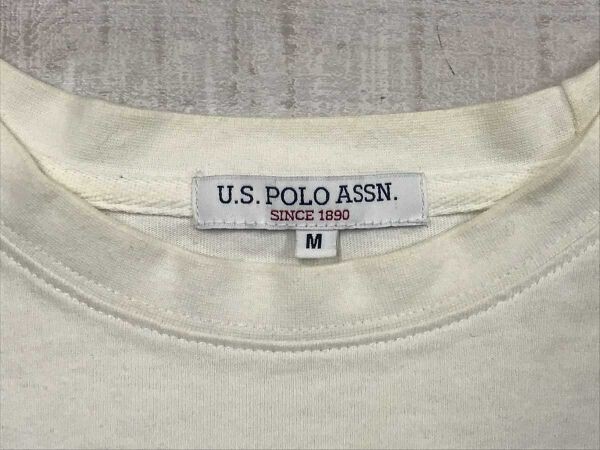 U.S. POLO ASSN.
SINCE 1890
M